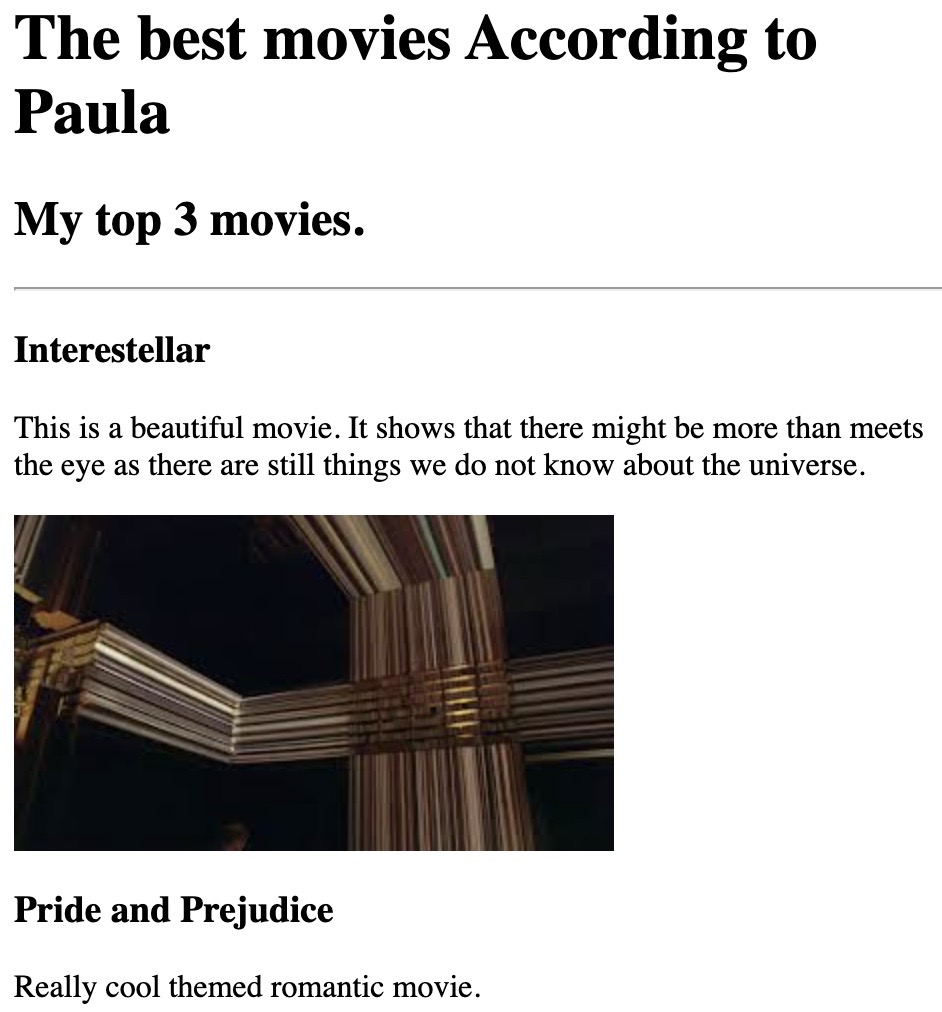 The best movies According to
Paula
My top 3 movies.
Interestellar
This is a beautiful movie. It shows that there might be more than meets
the eye as there are still things we do not know about the universe.
Pride and Prejudice
Really cool themed romantic movie.